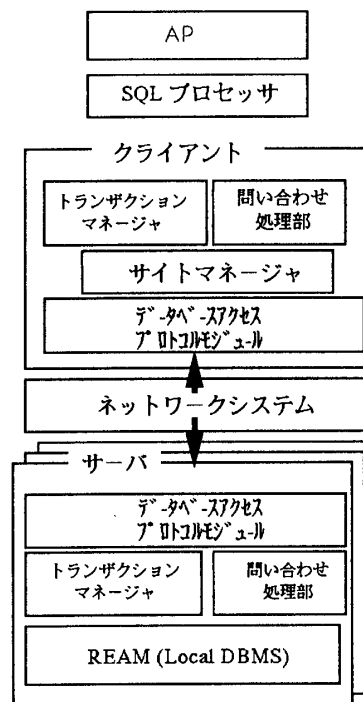 AP
SQL プロセッサ
クライアント
トランザクション
マネージャ
問い合わせ
処理部
サイトマネージャ
データベースアクセス
プロトコルモジュール
ネットワークシステム
サーバ
データベースアクセス
プロトコルモジュール
トランザクション
マネージャ
問い合わせ
処理部
REAM (Local DBMS)